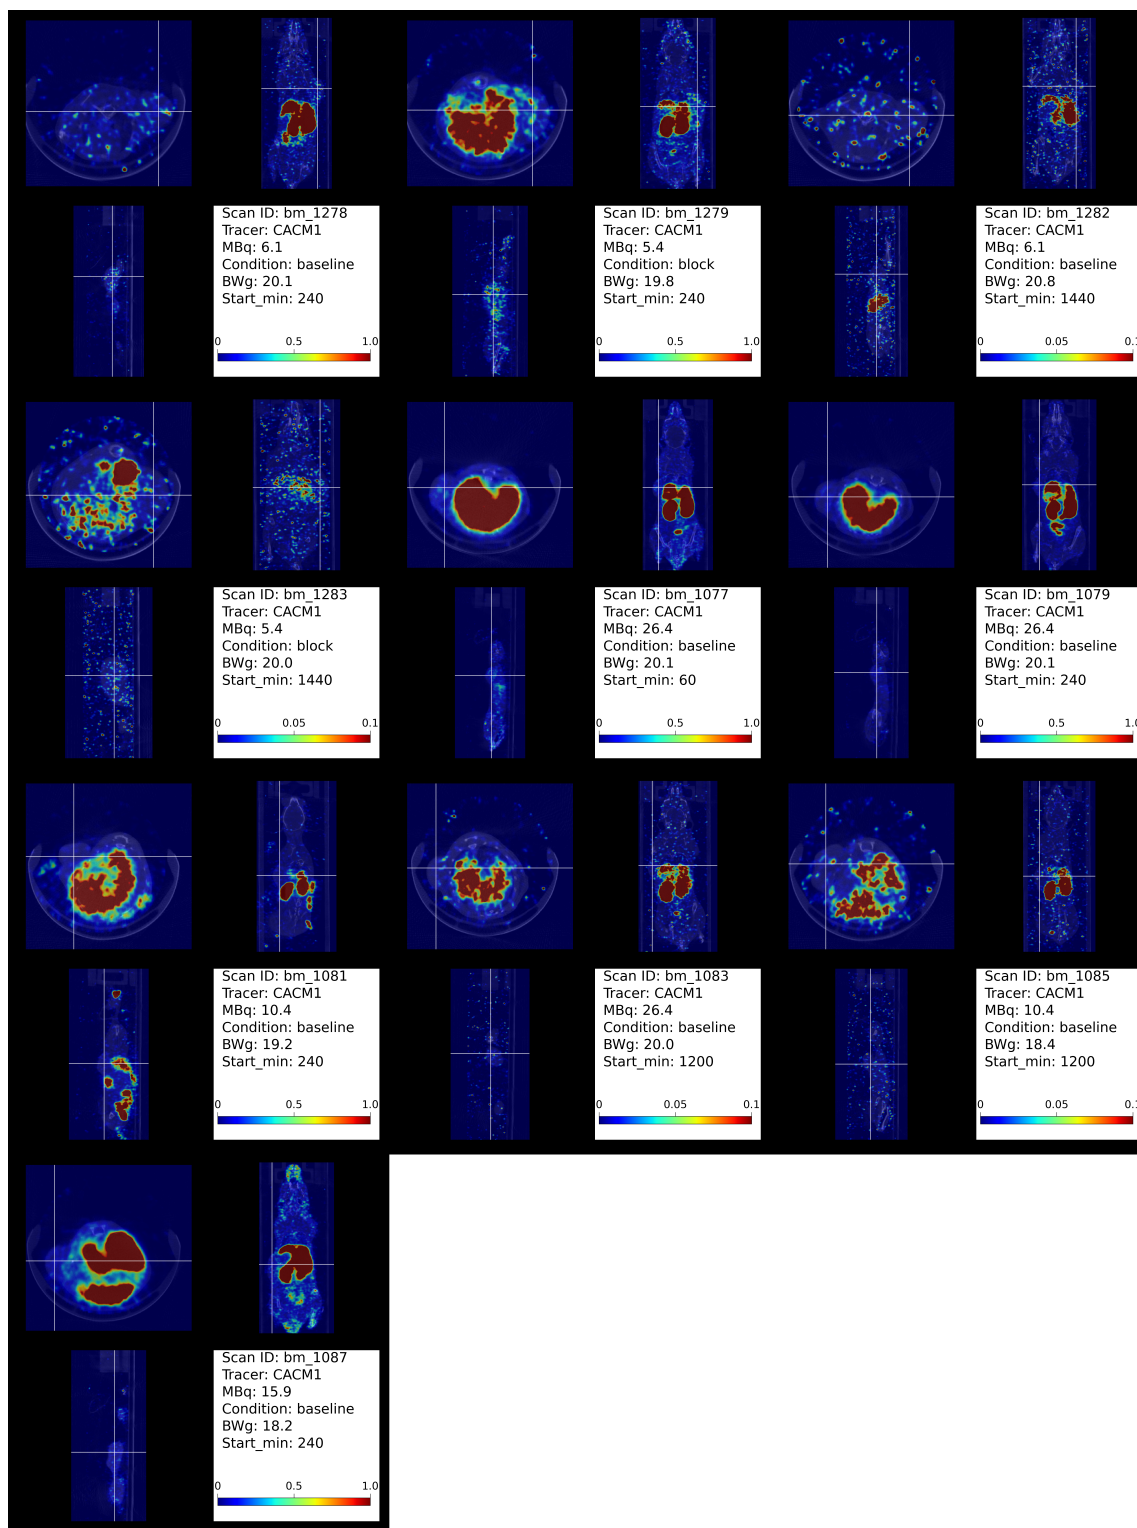 Scan ID: bm_1278
Tracer: CACM1
MBq: 6.1
Condition: baseline
BWg: 20.1
Start_min: 240
0 0.5 1.0
Scan ID: bm_1279
Tracer: CACM1
MBq: 5.4
Condition: block
BWg: 19.8
Start_min: 240
0 0.5 1.0
Scan ID: bm_1282
Tracer: CACM1
MBq: 6.1
Condition: baseline
BWg: 20.8
Start_min: 1440
0 0.05 0.1
Scan ID: bm_1283
Tracer: CACM1
MBq: 5.4
Condition: block
BWg: 20.0
Start_min: 1440
0 0.05 0.1
Scan ID: bm_1077
Tracer: CACM1
MBq: 26.4
Condition: baseline
BWg: 20.1
Start_min: 60
0 0.5 1.0
Scan ID: bm_1079
Tracer: CACM1
MBq: 26.4
Condition: baseline
BWg: 20.1
Start_min: 240
0 0.5 1.0
Scan ID: bm_1081
Tracer: CACM1
MBq: 10.4
Condition: baseline
BWg: 19.2
Start_min: 240
0 0.5 1.0
Scan ID: bm_1083
Tracer: CACM1
MBq: 26.4
Condition: baseline
BWg: 20.0
Start_min: 1200
0 0.05 0.1
Scan ID: bm_1085
Tracer: CACM1
MBq: 10.4
Condition: baseline
BWg: 18.4
Start_min: 1200
0 0.05 0.1
Scan ID: bm_1087
Tracer: CACM1
MBq: 15.9
Condition: baseline
BWg: 18.2
Start_min: 240
0 0.5 1.0